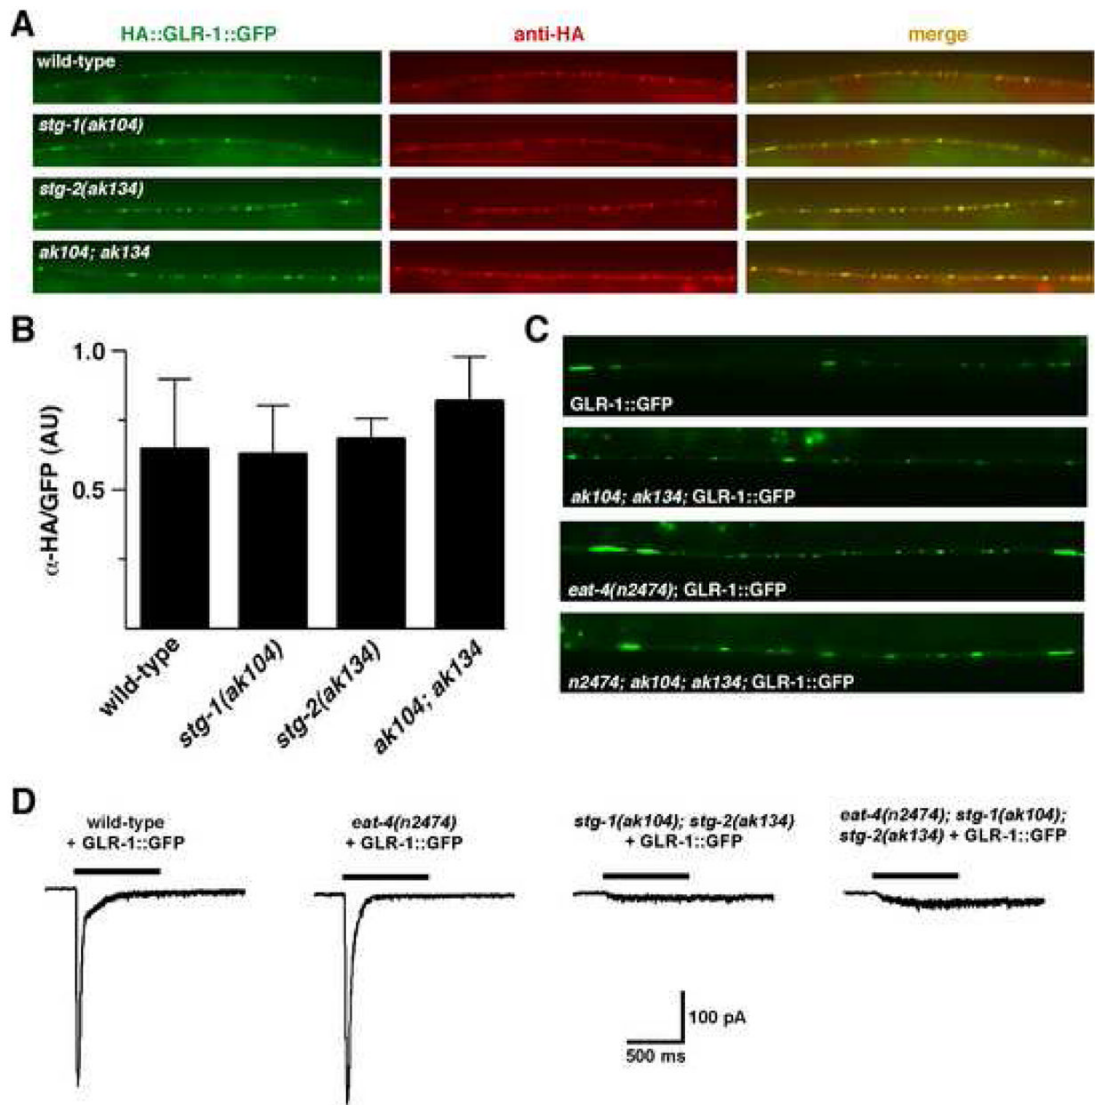 A
HA::GLR-1::GFP
anti-HA
merge
wild-type
stg-1(ak104)
stg-2(ak134)
ak104; ak134
B
α-HA/GFP (AU)
1.0
0.5
wild-type
stg-1(ak104)
stg-2(ak134)
ak104; ak134
C
GLR-1::GFP
ak104; ak134; GLR-1::GFP
eat-4(n2474); GLR-1::GFP
n2474; ak104; ak134; GLR-1::GFP
D
wild-type
+ GLR-1::GFP
eat-4(n2474)
+ GLR-1::GFP
stg-1(ak104); stg-2(ak134)
+ GLR-1::GFP
eat-4(n2474); stg-1(ak104);
stg-2(ak134) + GLR-1::GFP
100 pA
500 ms